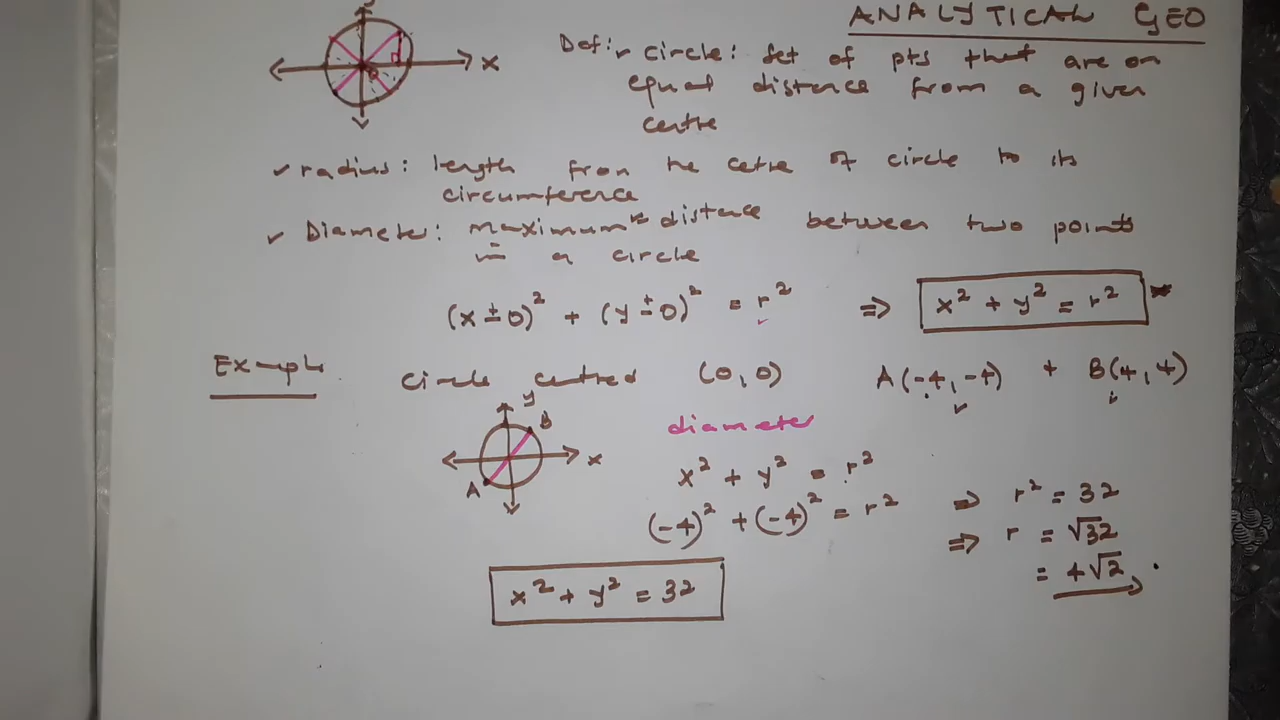 ANALYTICAL GEO
y
x
d
Def: circle: set of pts that are on
equal distance from a given
centre
radius: length from the cetre of circle to its
circumference
Diameter: maximum distance between two points
in a circle
(x ± 0)² + (y ± 0)² = r² ⇒ x² + y² = r²
Example
circle centred (0,0) A(-4,-4) + B(4,4)
y
B
x
A
diameter
x² + y² = r²
(-4)² + (-4)² = r² ⇒ r² = 32
⇒ r = √32
= 4√2
x² + y² = 32